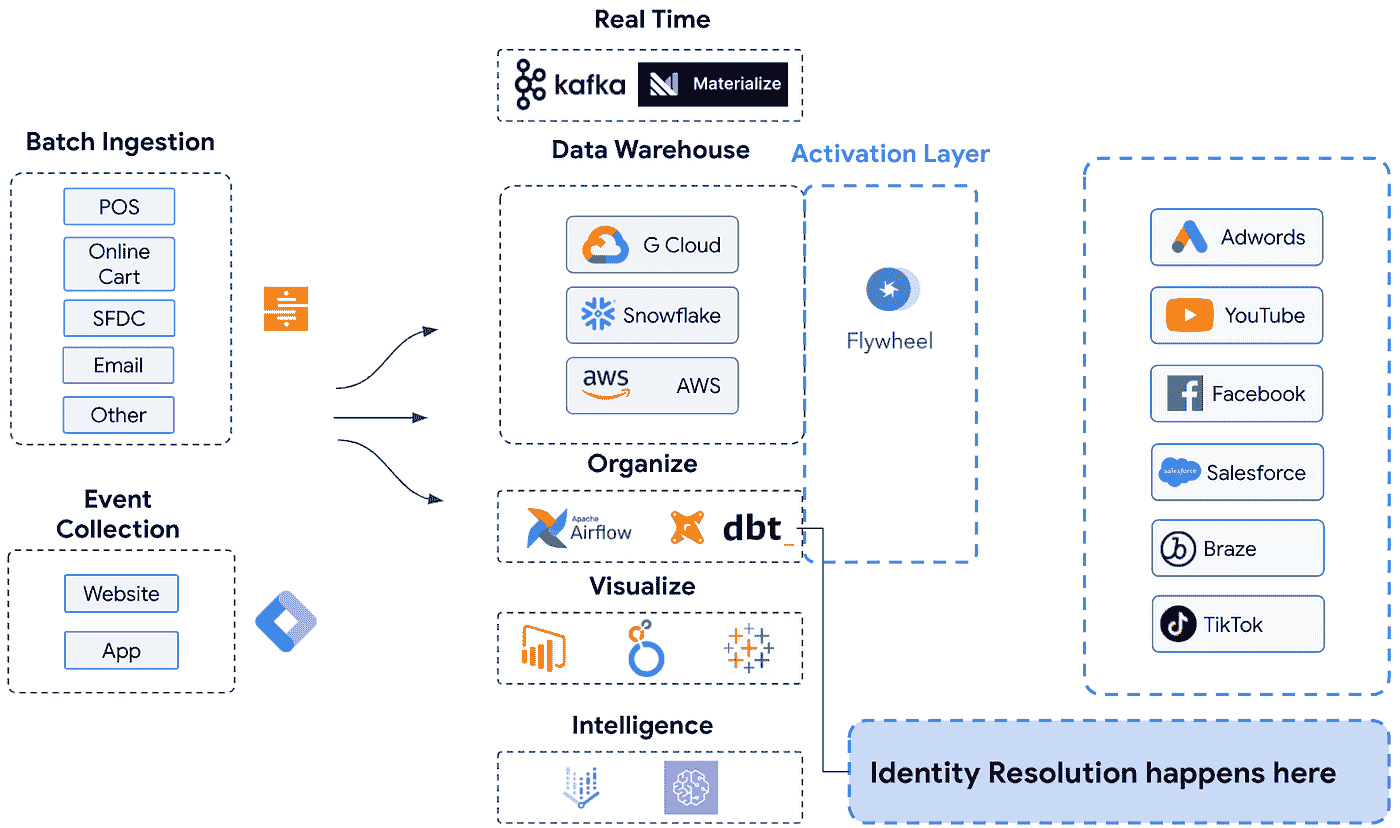 Real Time
kafka
Materialize
Batch Ingestion
POS
Online
Cart
SFDC
Email
Other
Event
Collection
Website
App
Data Warehouse
G Cloud
Snowflake
aws
AWS
Organize
Apache
Airflow
dbt_
Visualize
Intelligence
Activation Layer
Flywheel
Adwords
YouTube
Facebook
salesforce
Salesforce
Braze
TikTok
Identity Resolution happens here